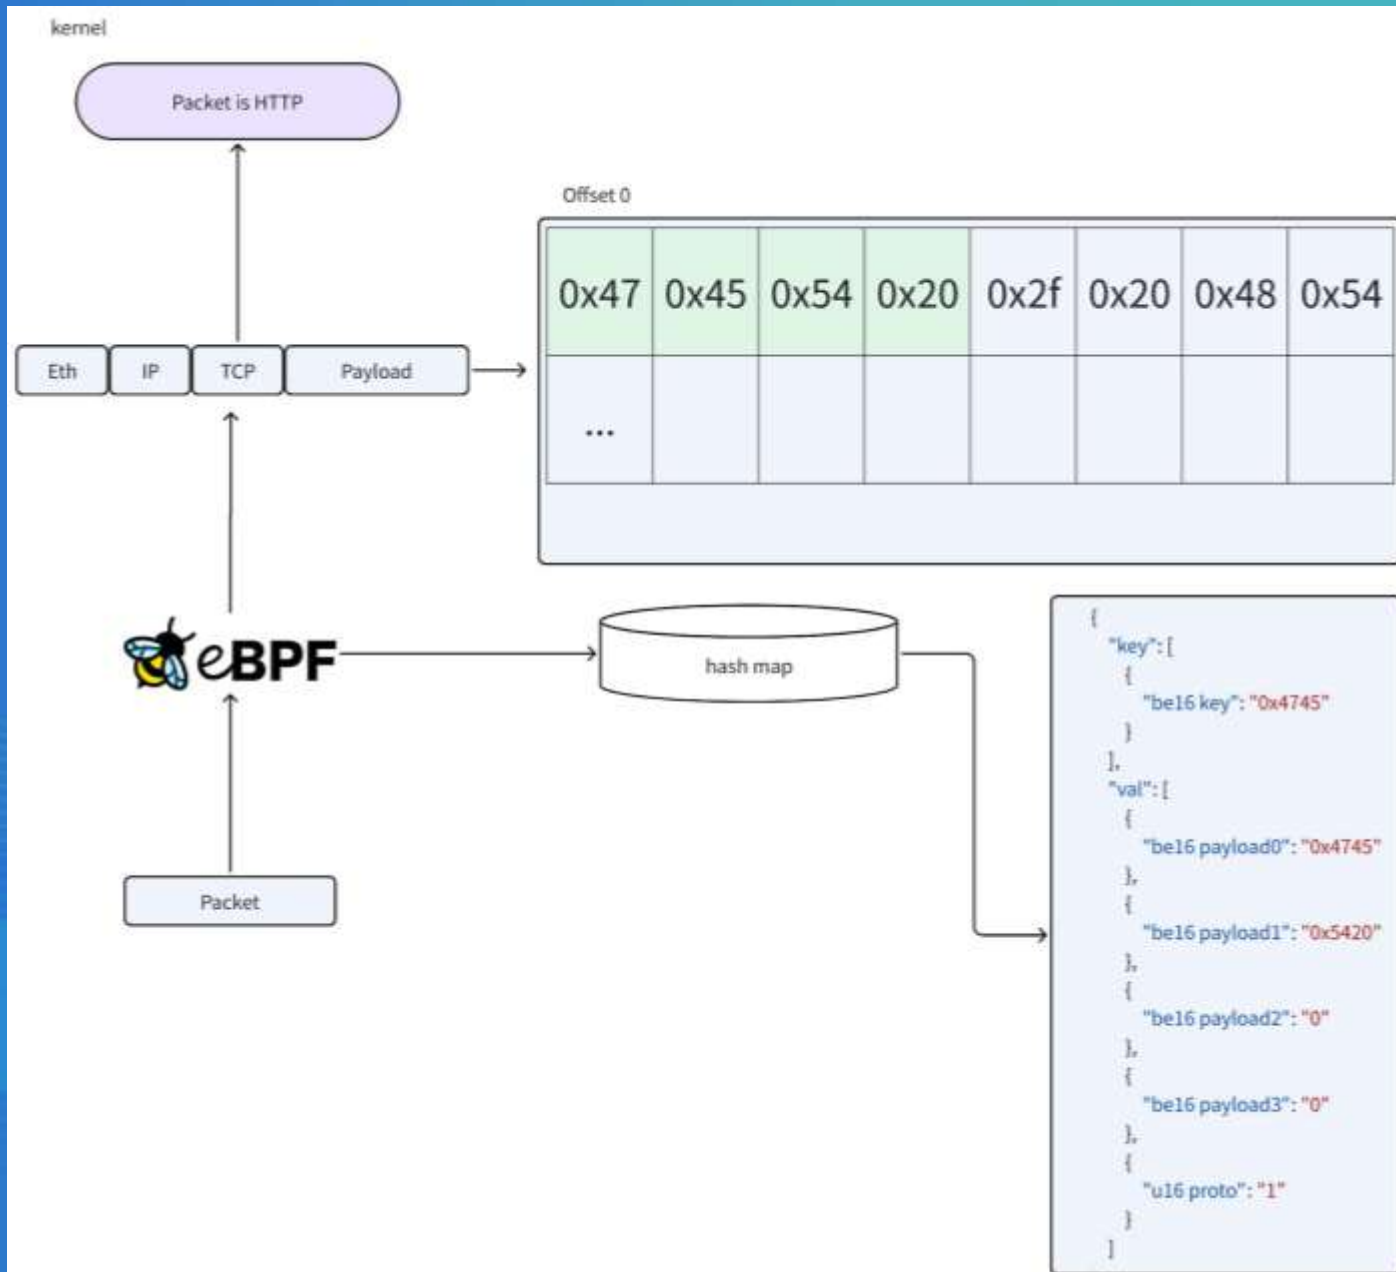 kernel
Packet is HTTP
Offset 0
0x47 0x45 0x54 0x20 0x2f 0x20 0x48 0x54
...
Eth IP TCP Payload
eBPF
hash map
Packet
{
"key": [
{
"be16 key": "0x4745"
}
],
"val": [
{
"be16 payload0": "0x4745"
},
{
"be16 payload1": "0x5420"
},
{
"be16 payload2": "0"
},
{
"be16 payload3": "0"
},
{
"u16 proto": "1"
}
]